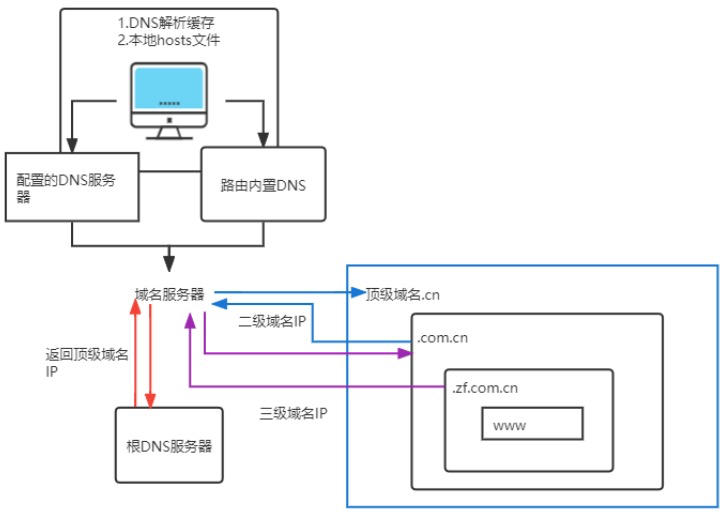 1.DNS解析缓存
2.本地hosts文件
配置的DNS服务
器
路由内置DNS
域名服务器
顶级域名.cn
二级域名IP
.com.cn
返回顶级域名
IP
.zf.com.cn
三级域名IP
www
根DNS服务器